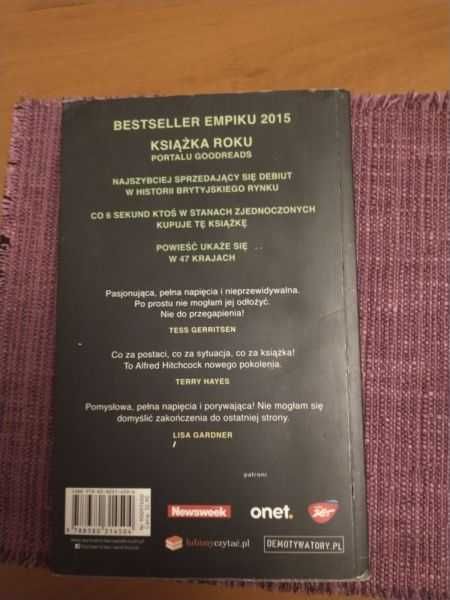 BESTSELLER EMPIKU 2015
KSIĄŻKA ROKU
PORTALU GOODREADS
NAJSZYBCIEJ SPRZEDAJĄCY SIĘ DEBIUT
W HISTORII BRYTYJSKIEGO RYNKU
CO 6 SEKUND KTOŚ W STANACH ZJEDNOCZONYCH
KUPUJE TĘ KSIĄŻKĘ
POWIEŚĆ UKAŻE SIĘ
W 47 KRAJACH
Pasjonująca, pełna napięcia i nieprzewidywalna.
Po prostu nie mogłam jej odłożyć.
Nie do przegapienia!
TESS GERRITSEN
Co za postaci, co za sytuacja, co za książka!
To Alfred Hitchcock nowego pokolenia.
TERRY HAYES
Pomysłowa, pełna napięcia i porywająca! Nie mogłam się
domyślić zakończenia do ostatniej strony.
LISA GARDNER
patroni
Newsweek
onet.
zet
lubimyczytać.pl
DEMOTYWATORY.PL